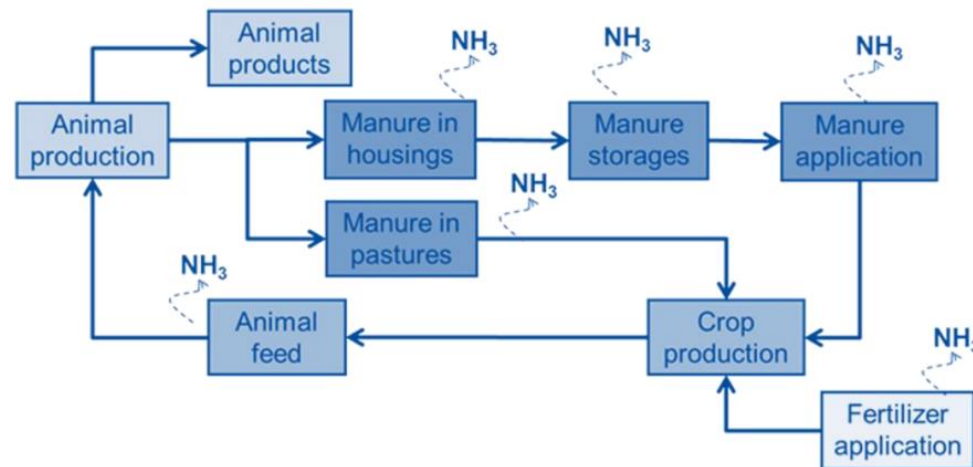 Animal
products
NH₃
NH₃
NH₃
Animal
production
Manure in
housings
Manure
storages
Manure
application
NH₃
Manure in
pastures
NH₃
Animal
feed
Crop
production
NH₃
Fertilizer
application